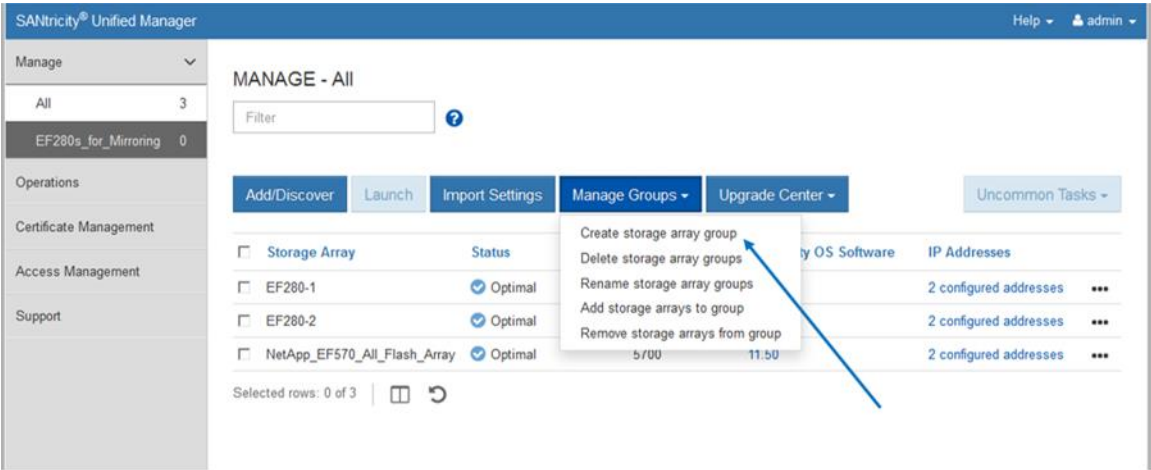 SANtricity® Unified Manager Help admin
Manage
All 3
EF280s_for_Mirroring 0
Operations
Certificate Management
Access Management
Support
MANAGE - All
Filter
?
Add/Discover Launch Import Settings Manage Groups Upgrade Center Uncommon Tasks
Create storage array group
Delete storage array groups
Rename storage array groups
Add storage arrays to group
Remove storage arrays from group
Storage Array Status ty OS Software IP Addresses
EF280-1 Optimal 2 configured addresses •••
EF280-2 Optimal 2 configured addresses •••
NetApp_EF570_All_Flash_Array Optimal 5700 11.50 2 configured addresses •••
Selected rows: 0 of 3